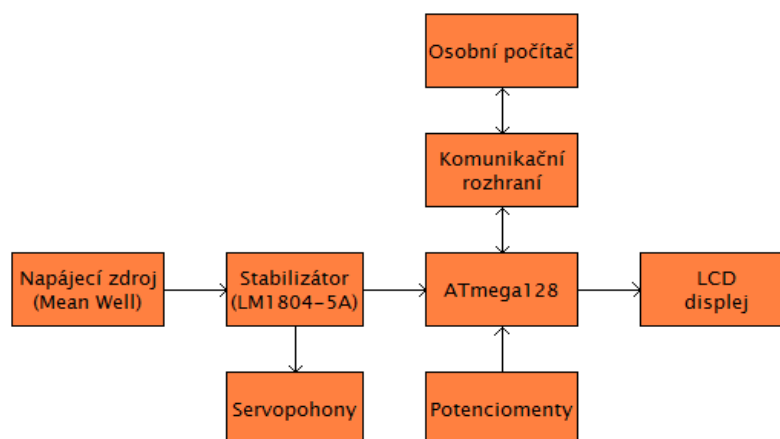 Osobní počítač
Komunikační
rozhraní
Napájecí zdroj
(Mean Well)
Stabilizátor
(LM1804-5A)
ATmega128
LCD
displej
Servopohony
Potenciomenty